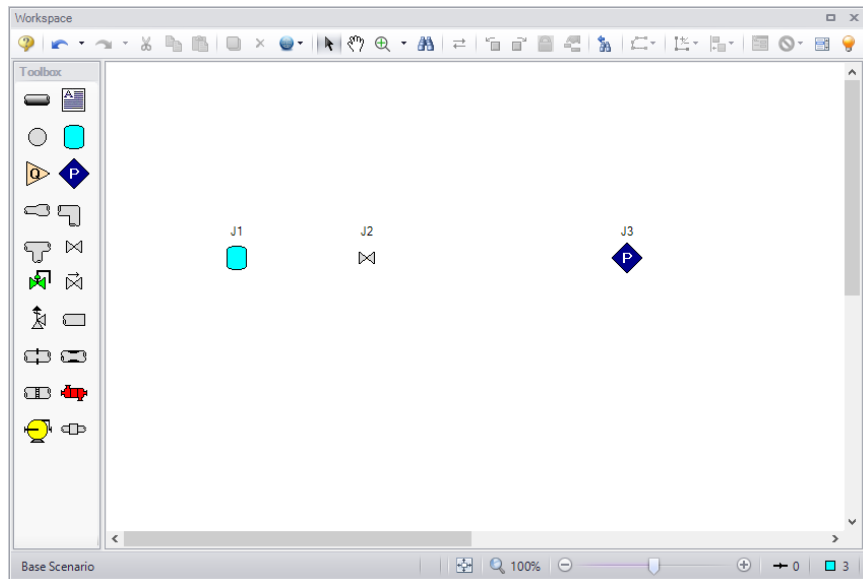 Workspace
Toolbox
A
Q P
J1 J2 J3
P
Base Scenario 100% 0 3